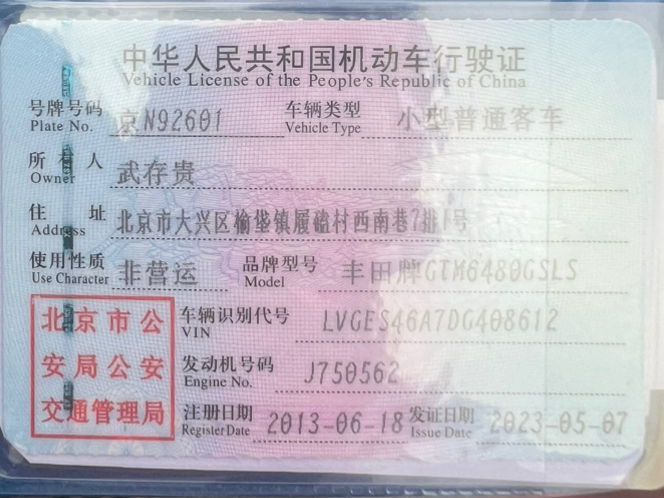 中华人民共和国机动车行驶证
Vehicle License of the People's Republic of China
号牌号码 京N92601 车辆类型 小型普通客车
Plate No. Vehicle Type
所有人 武存贵
Owner
住址 北京市大兴区榆垡镇履磕村西南巷7排1号
Address
使用性质 非营运 品牌型号 丰田牌GTM6480GSLS
Use Character Model
北京市公安局公安交通管理局
车辆识别代号 LVGES46A7DG408612
VIN
发动机号码 J750562
Engine No.
注册日期 2013-06-18 发证日期 2023-05-07
Register Date Issue Date